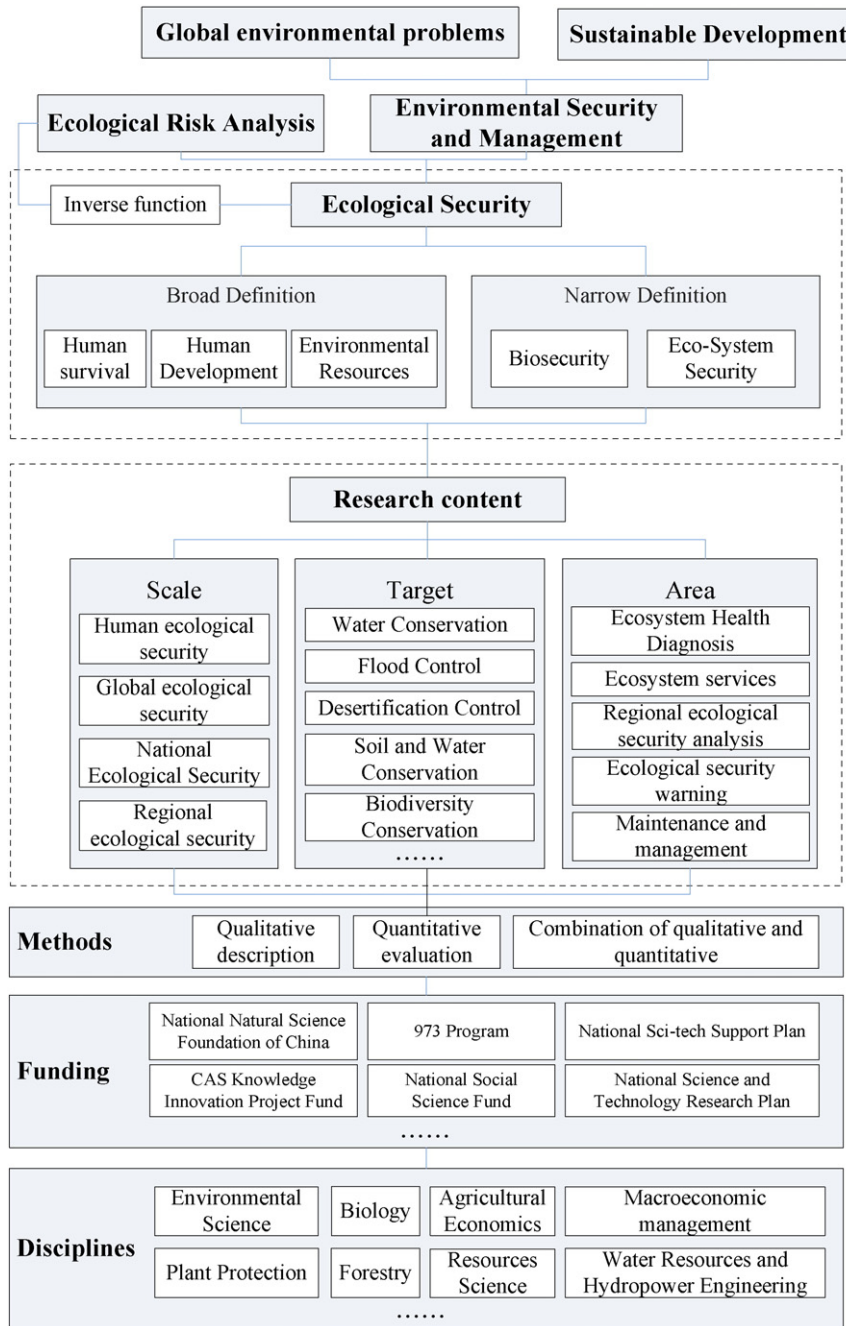 Global environmental problems
Sustainable Development
Ecological Risk Analysis
Environmental Security
and Management
Inverse function
Ecological Security
Broad Definition
Human
survival
Human
Development
Environmental
Resources
Narrow Definition
Biosecurity
Eco-System
Security
Research content
Scale
Human ecological
security
Global ecological
security
National
Ecological Security
Regional
ecological security
Target
Water Conservation
Flood Control
Desertification Control
Soil and Water
Conservation
Biodiversity
Conservation
......
Area
Ecosystem Health
Diagnosis
Ecosystem services
Regional ecological
security analysis
Ecological security
warning
Maintenance and
management
Methods
Qualitative
description
Quantitative
evaluation
Combination of qualitative and
quantitative
Funding
National Natural Science
Foundation of China
973 Program
National Sci-tech Support Plan
CAS Knowledge
Innovation Project Fund
National Social
Science Fund
National Science and
Technology Research Plan
......
Disciplines
Environmental
Science
Biology
Agricultural
Economics
Macroeconomic
management
Plant Protection
Forestry
Resources
Science
Water Resources and
Hydropower Engineering
......